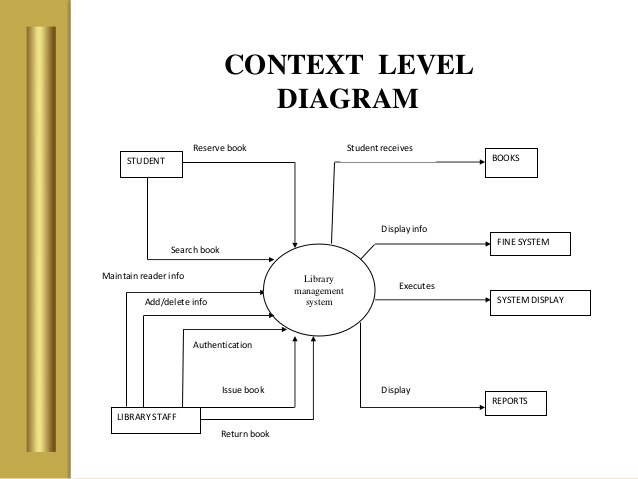 CONTEXT LEVEL
DIAGRAM
Reserve book
Student receives
STUDENT
BOOKS
Display info
Search book
FINE SYSTEM
Maintain reader info
Library
management
system
Executes
Add/delete info
SYSTEM DISPLAY
Authentication
Issue book
Display
REPORTS
LIBRARY STAFF
Return book